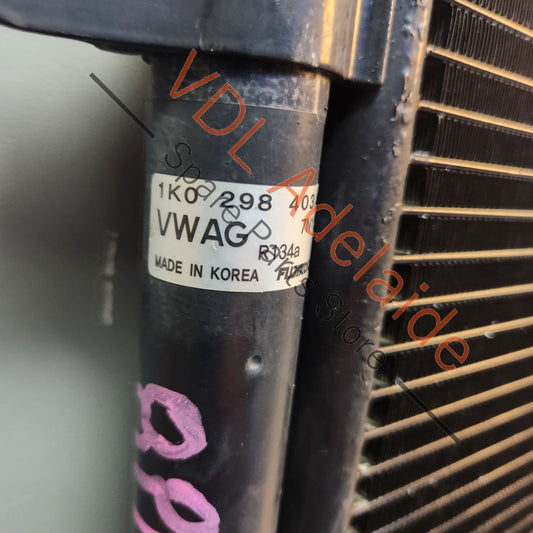 1K0 298 403
VWAG
R134a
MADE IN KOREA
VDL Adelaide
Spare Parts Store